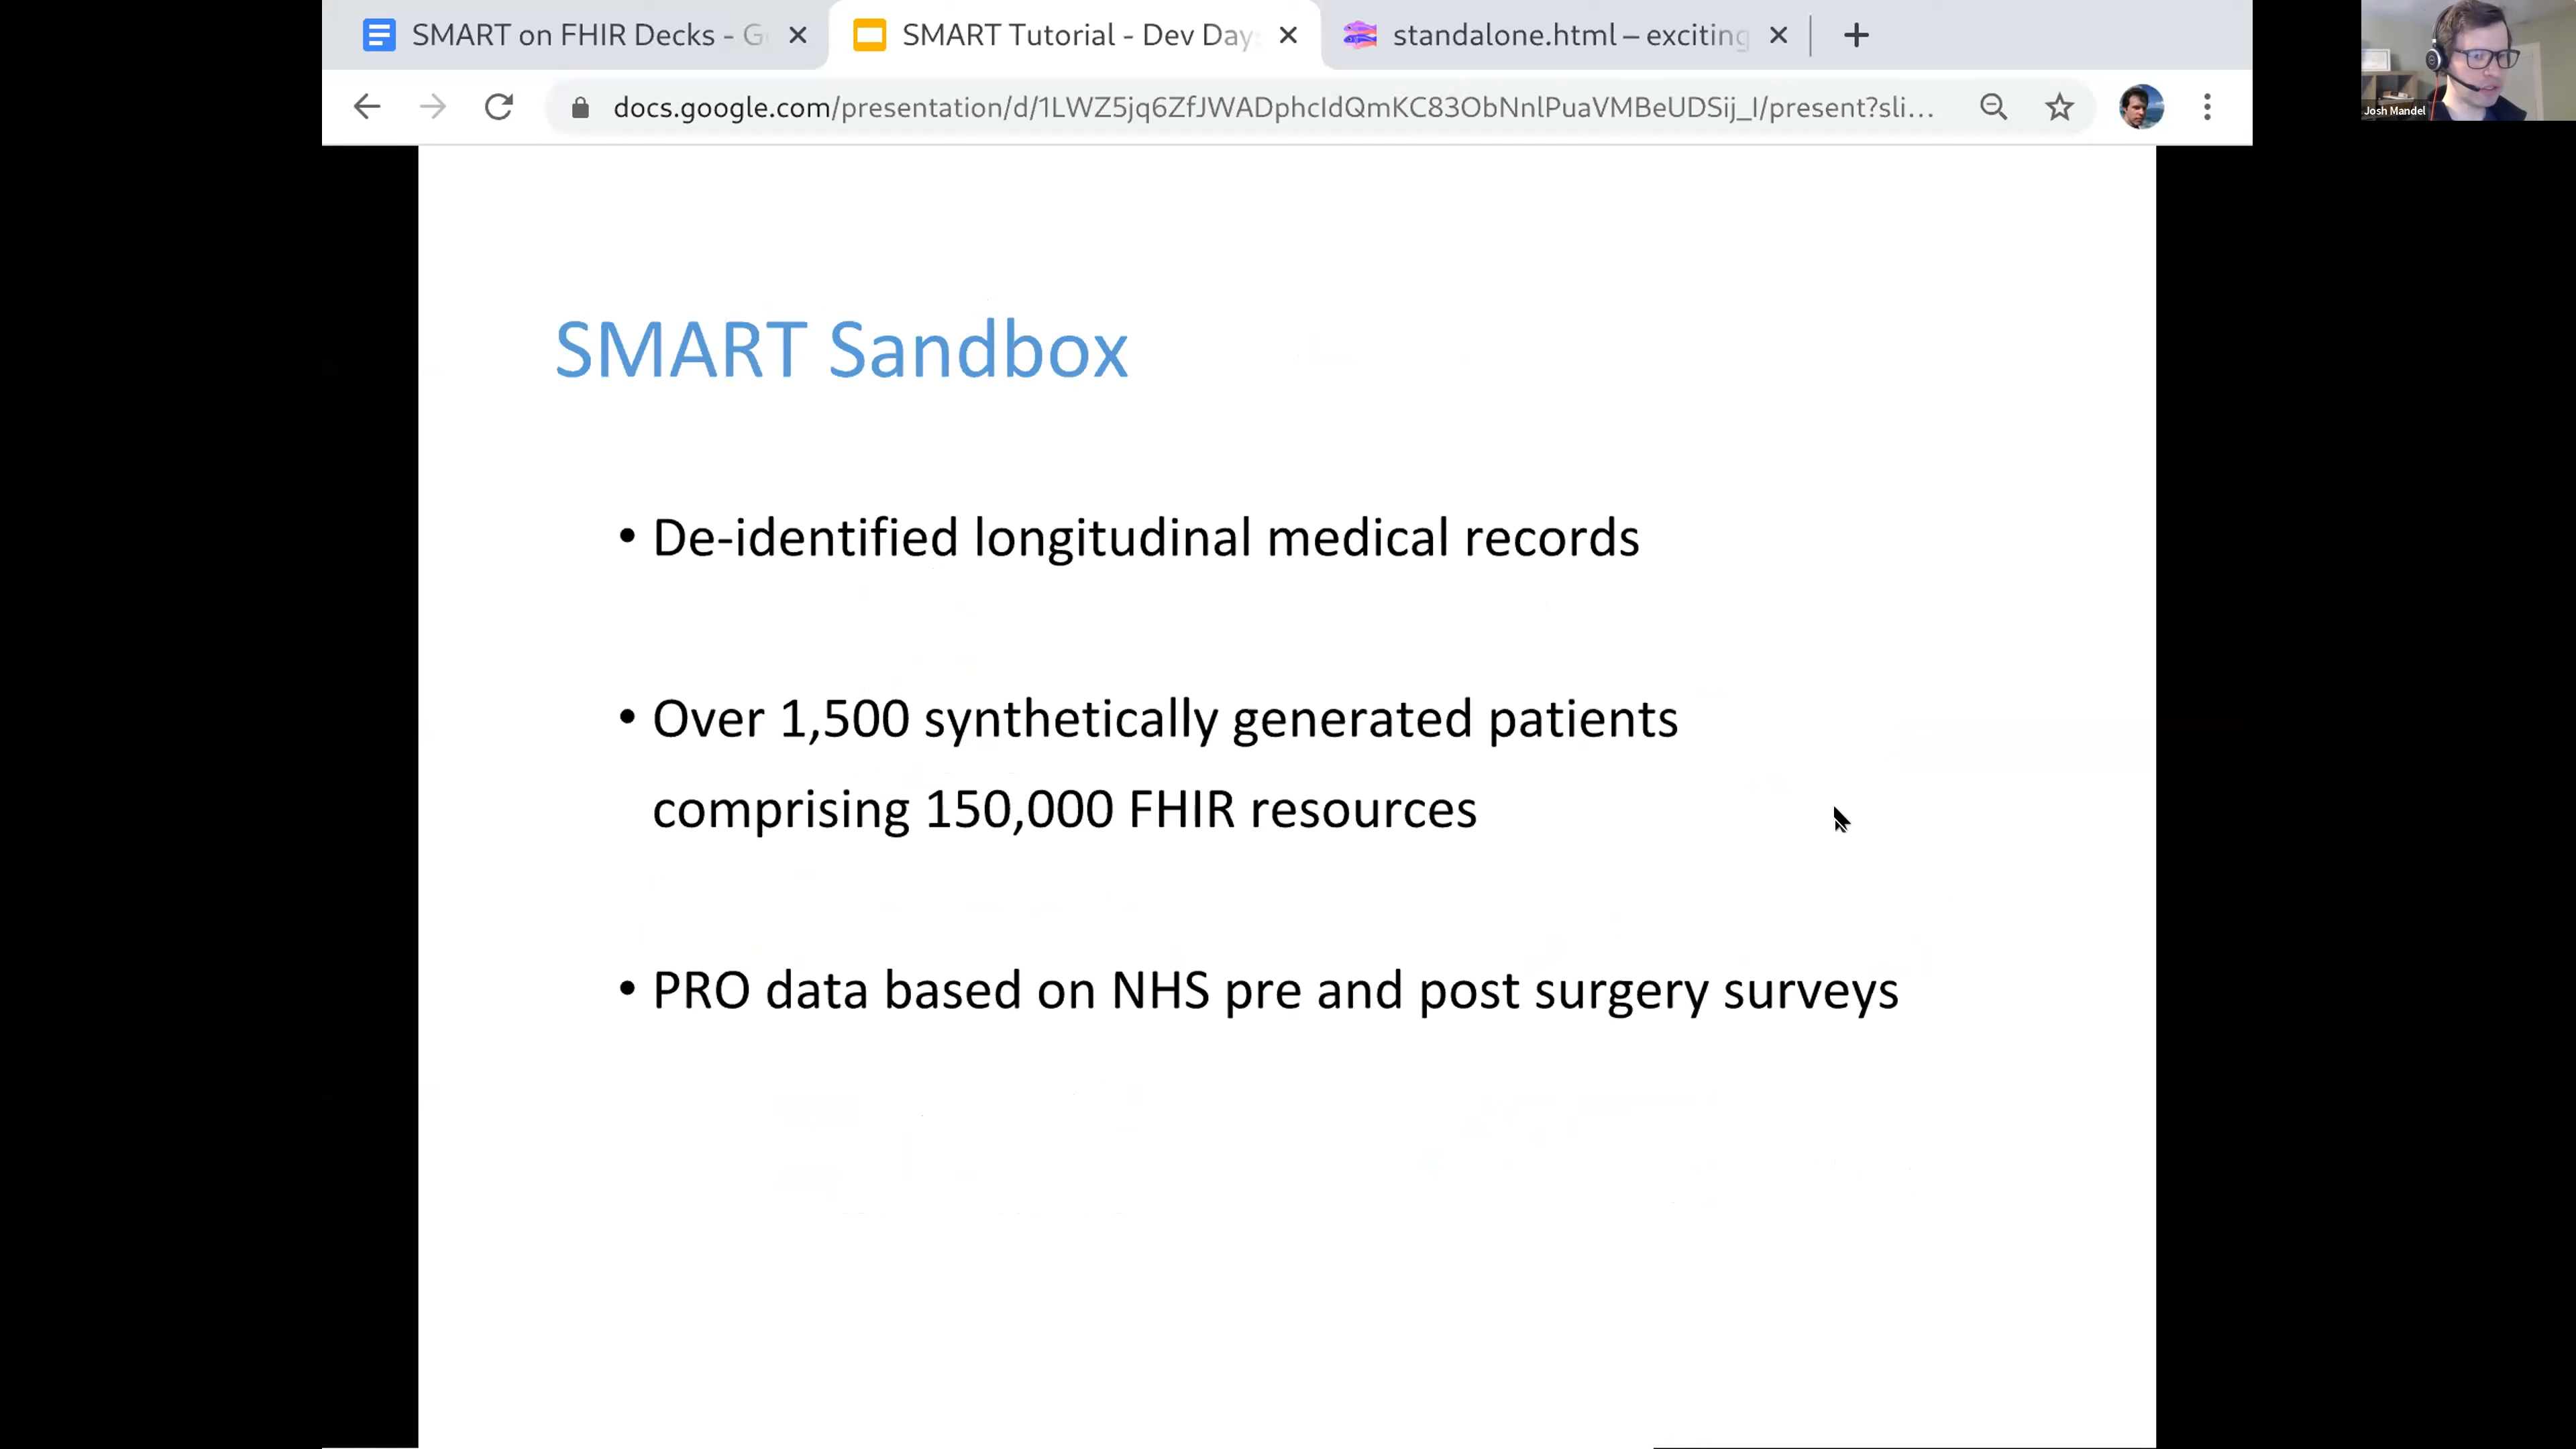 SMART on FHIR Decks - G
SMART Tutorial - Dev Day
standalone.html – exciting
docs.google.com/presentation/d/1LWZ5jq6ZfJWADphcIdQmKC83ObNnlPuaVMBeUDSij_I/present?sli...
Josh Mandel
SMART Sandbox
• De-identified longitudinal medical records
• Over 1,500 synthetically generated patients
comprising 150,000 FHIR resources
• PRO data based on NHS pre and post surgery surveys